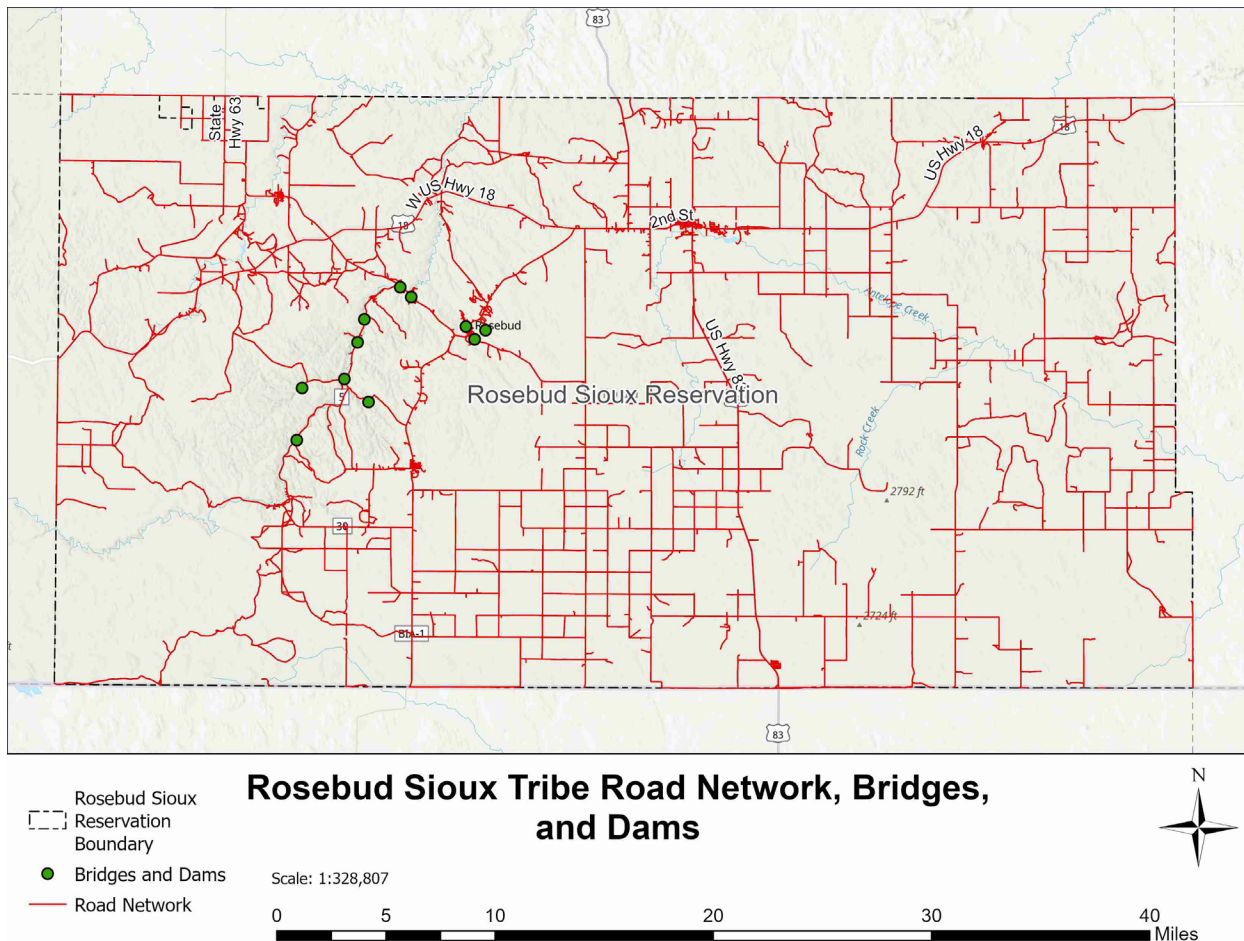 83
State
Hwy 63
18
US Hwy 18
W US Hwy 18
18
2nd St
Antelope Creek
Rosebud
US Hwy 83
5
Rosebud Sioux Reservation
Rock Creek
2792 ft
30
2724 ft
BIA-1
ft
83
Rosebud Sioux Tribe Road Network, Bridges,
and Dams
Rosebud Sioux
Reservation
Boundary
Bridges and Dams
Road Network
Scale: 1:328,807
N
0 5 10 20 30 40
Miles